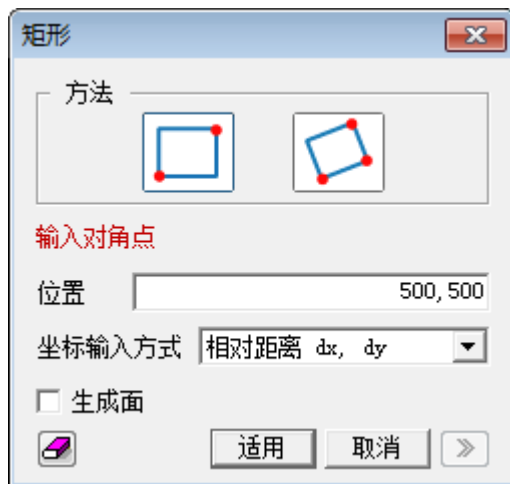 矩形
方法
输入对角点
位置 500,500
坐标输入方式 相对距离 dx, dy
生成面
适用 取消